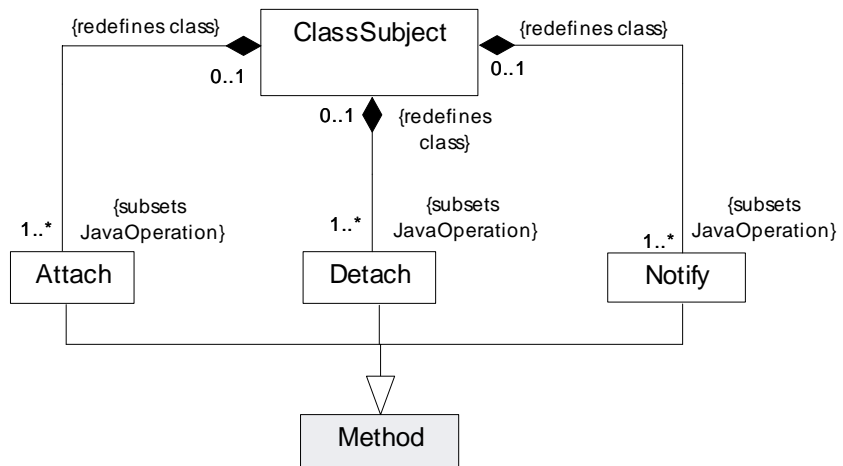 {redefines class}
ClassSubject
{redefines class}
0..1
0..1
0..1
{redefines
class}
{subsets
JavaOperation}
1..*
{subsets
JavaOperation}
1..*
{subsets
JavaOperation}
1..*
Attach
Detach
Notify
Method